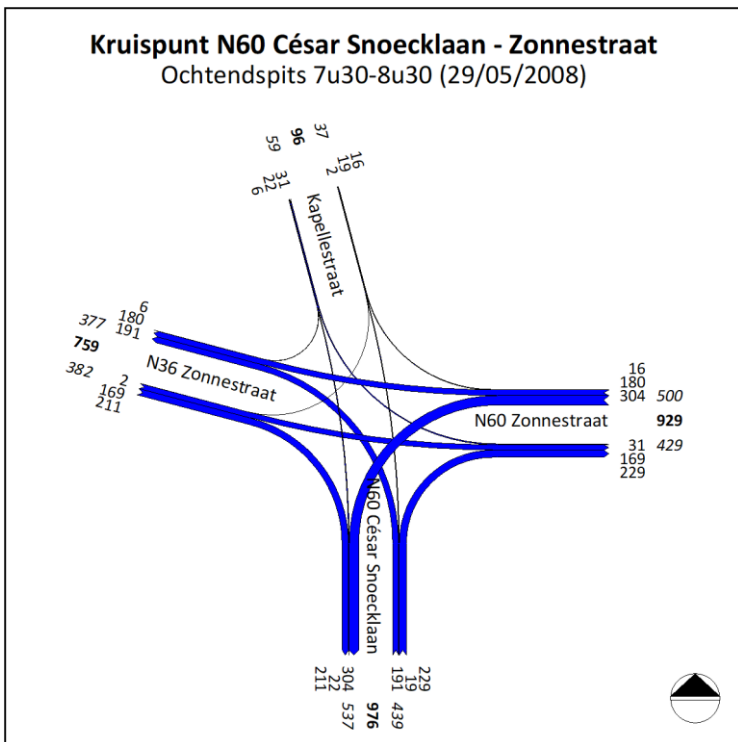 Kruispunt N60 César Snoecklaan - Zonnestraat
Ochtendspits 7u30-8u30 (29/05/2008)
59 96 37
6 22 31
2 19 16
Kapellestraat
6
180
377 191
759
N36 Zonnestraat
382 2
169
211
16
180
304 500
N60 Zonnestraat 929
31 429
169
229
N60 César Snoecklaan
211 22 304
191 19 229
537 976 439